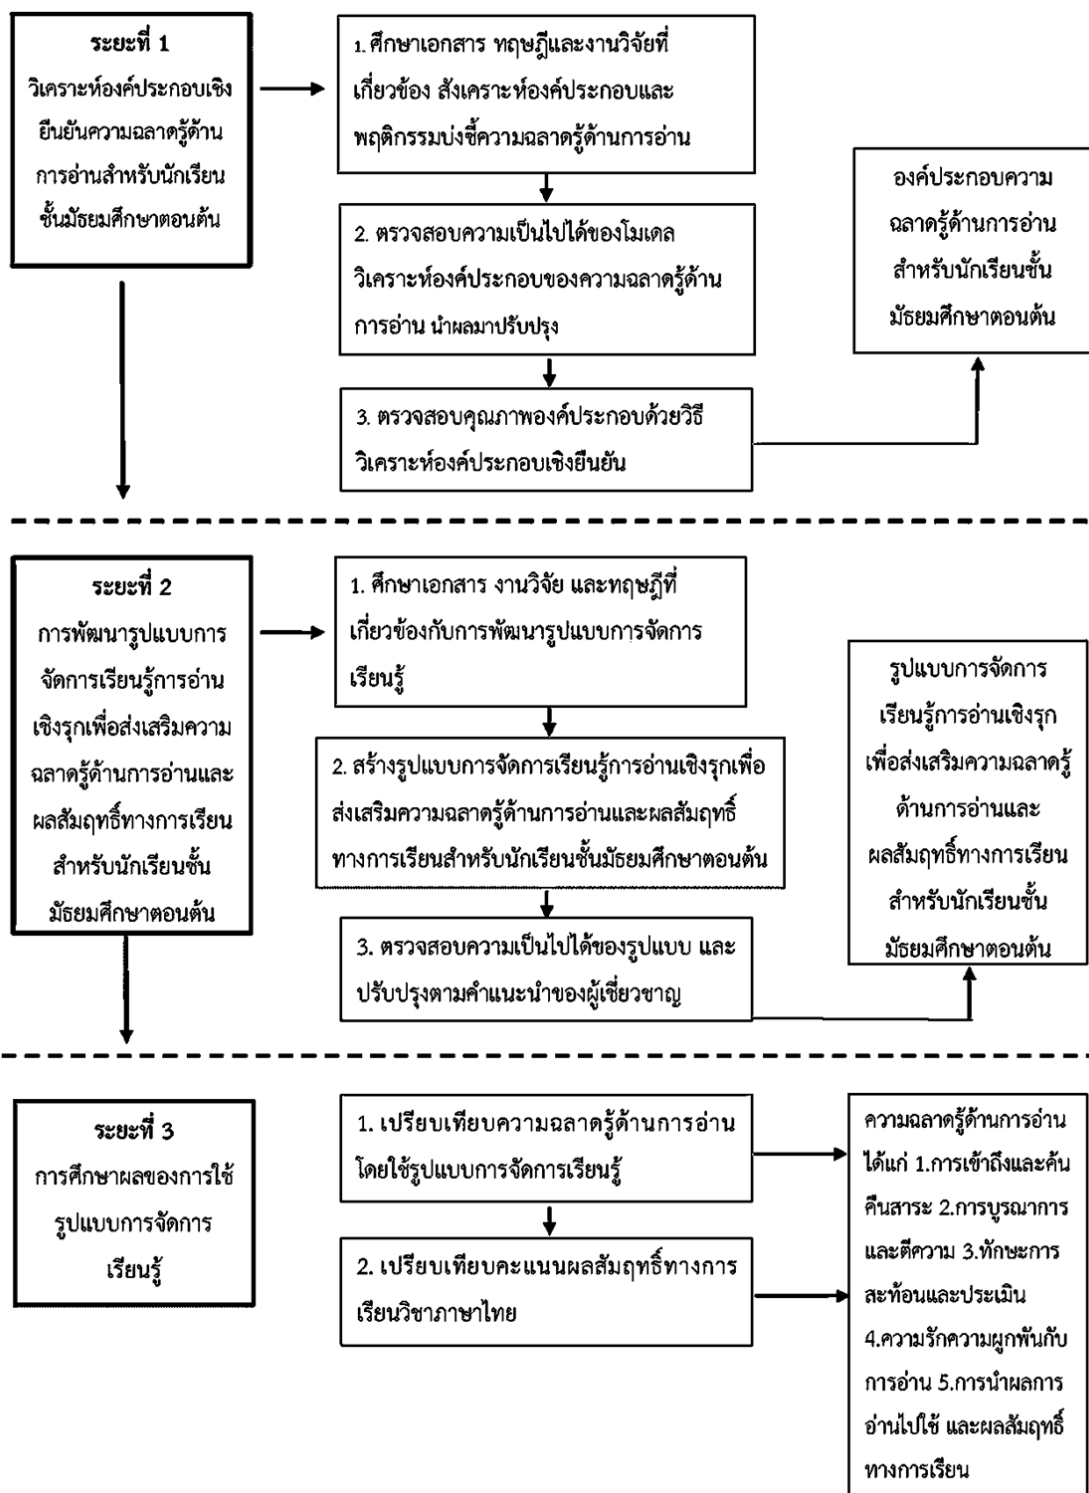 ระยะที่ 1
วิเคราะห์องค์ประกอบเชิง
ยืนยันความฉลาดรู้ด้าน
การอ่านสำหรับนักเรียน
ชั้นมัธยมศึกษาตอนต้น
1. ศึกษาเอกสาร ทฤษฎีและงานวิจัยที่
เกี่ยวข้อง สังเคราะห์องค์ประกอบและ
พฤติกรรมบ่งชี้ความฉลาดรู้ด้านการอ่าน
2. ตรวจสอบความเป็นไปได้ของโมเดล
วิเคราะห์องค์ประกอบของความฉลาดรู้ด้าน
การอ่าน นำผลมาปรับปรุง
3. ตรวจสอบคุณภาพองค์ประกอบด้วยวิธี
วิเคราะห์องค์ประกอบเชิงยืนยัน
องค์ประกอบความ
ฉลาดรู้ด้านการอ่าน
สำหรับนักเรียนชั้น
มัธยมศึกษาตอนต้น
ระยะที่ 2
การพัฒนารูปแบบการ
จัดการเรียนรู้การอ่าน
เชิงรุกเพื่อส่งเสริมความ
ฉลาดรู้ด้านการอ่านและ
ผลสัมฤทธิ์ทางการเรียน
สำหรับนักเรียนชั้น
มัธยมศึกษาตอนต้น
1. ศึกษาเอกสาร งานวิจัย และทฤษฎีที่
เกี่ยวข้องกับการพัฒนารูปแบบการจัดการ
เรียนรู้
2. สร้างรูปแบบการจัดการเรียนรู้การอ่านเชิงรุกเพื่อ
ส่งเสริมความฉลาดรู้ด้านการอ่านและผลสัมฤทธิ์
ทางการเรียนสำหรับนักเรียนชั้นมัธยมศึกษาตอนต้น
3. ตรวจสอบความเป็นไปได้ของรูปแบบ และ
ปรับปรุงตามคำแนะนำของผู้เชี่ยวชาญ
รูปแบบการจัดการ
เรียนรู้การอ่านเชิงรุก
เพื่อส่งเสริมความฉลาดรู้
ด้านการอ่านและ
ผลสัมฤทธิ์ทางการเรียน
สำหรับนักเรียนชั้น
มัธยมศึกษาตอนต้น
ระยะที่ 3
การศึกษาผลของการใช้
รูปแบบการจัดการ
เรียนรู้
1. เปรียบเทียบความฉลาดรู้ด้านการอ่าน
โดยใช้รูปแบบการจัดการเรียนรู้
2. เปรียบเทียบคะแนนผลสัมฤทธิ์ทางการ
เรียนวิชาภาษาไทย
ความฉลาดรู้ด้านการอ่าน
ได้แก่ 1.การเข้าถึงและค้น
คืนสาระ 2.การบูรณาการ
และตีความ 3.ทักษะการ
สะท้อนและประเมิน
4.ความรักความผูกพันกับ
การอ่าน 5.การนำผลการ
อ่านไปใช้ และผลสัมฤทธิ์
ทางการเรียน